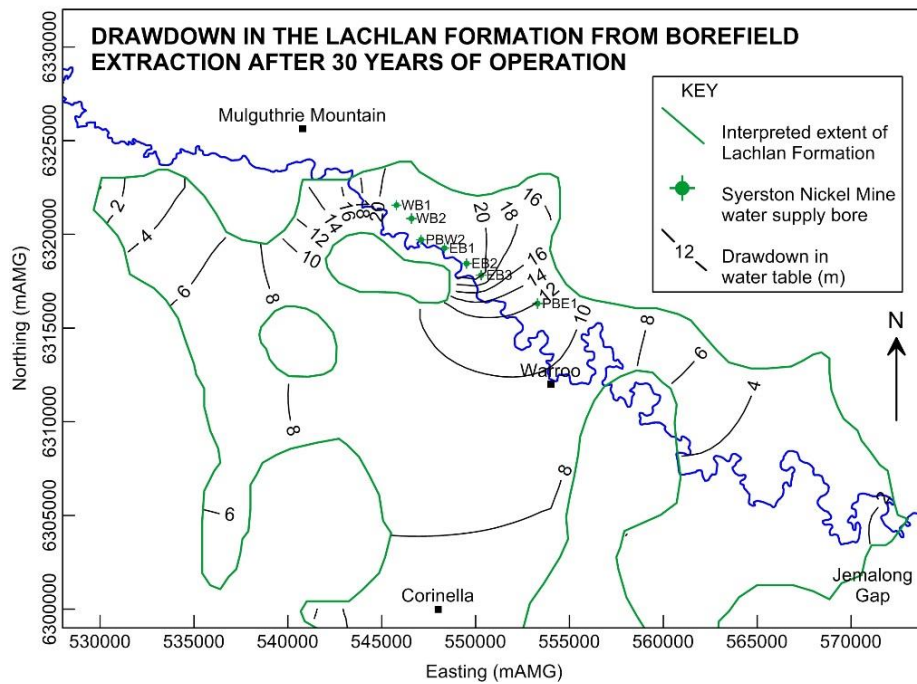 DRAWDOWN IN THE LACHLAN FORMATION FROM BOREFIELD
EXTRACTION AFTER 30 YEARS OF OPERATION
KEY
Interpreted extent of
Lachlan Formation
Syerston Nickel Mine
water supply bore
12
Drawdown in
water table (m)
N
Mulguthrie Mountain
2
4
6
8
10
12
14
16
18
20
WB1
WB2
PBW2
EB1
EB2
EB3
PBE1
20
18
16
16
14
12
10
8
6
4
2
8
8
6
Warroo
Corinella
Jemalong
Gap
Northing (mAMG)
6330000
6325000
6320000
6315000
6310000
6305000
6300000
530000
535000
540000
545000
550000
555000
560000
565000
570000
Easting (mAMG)